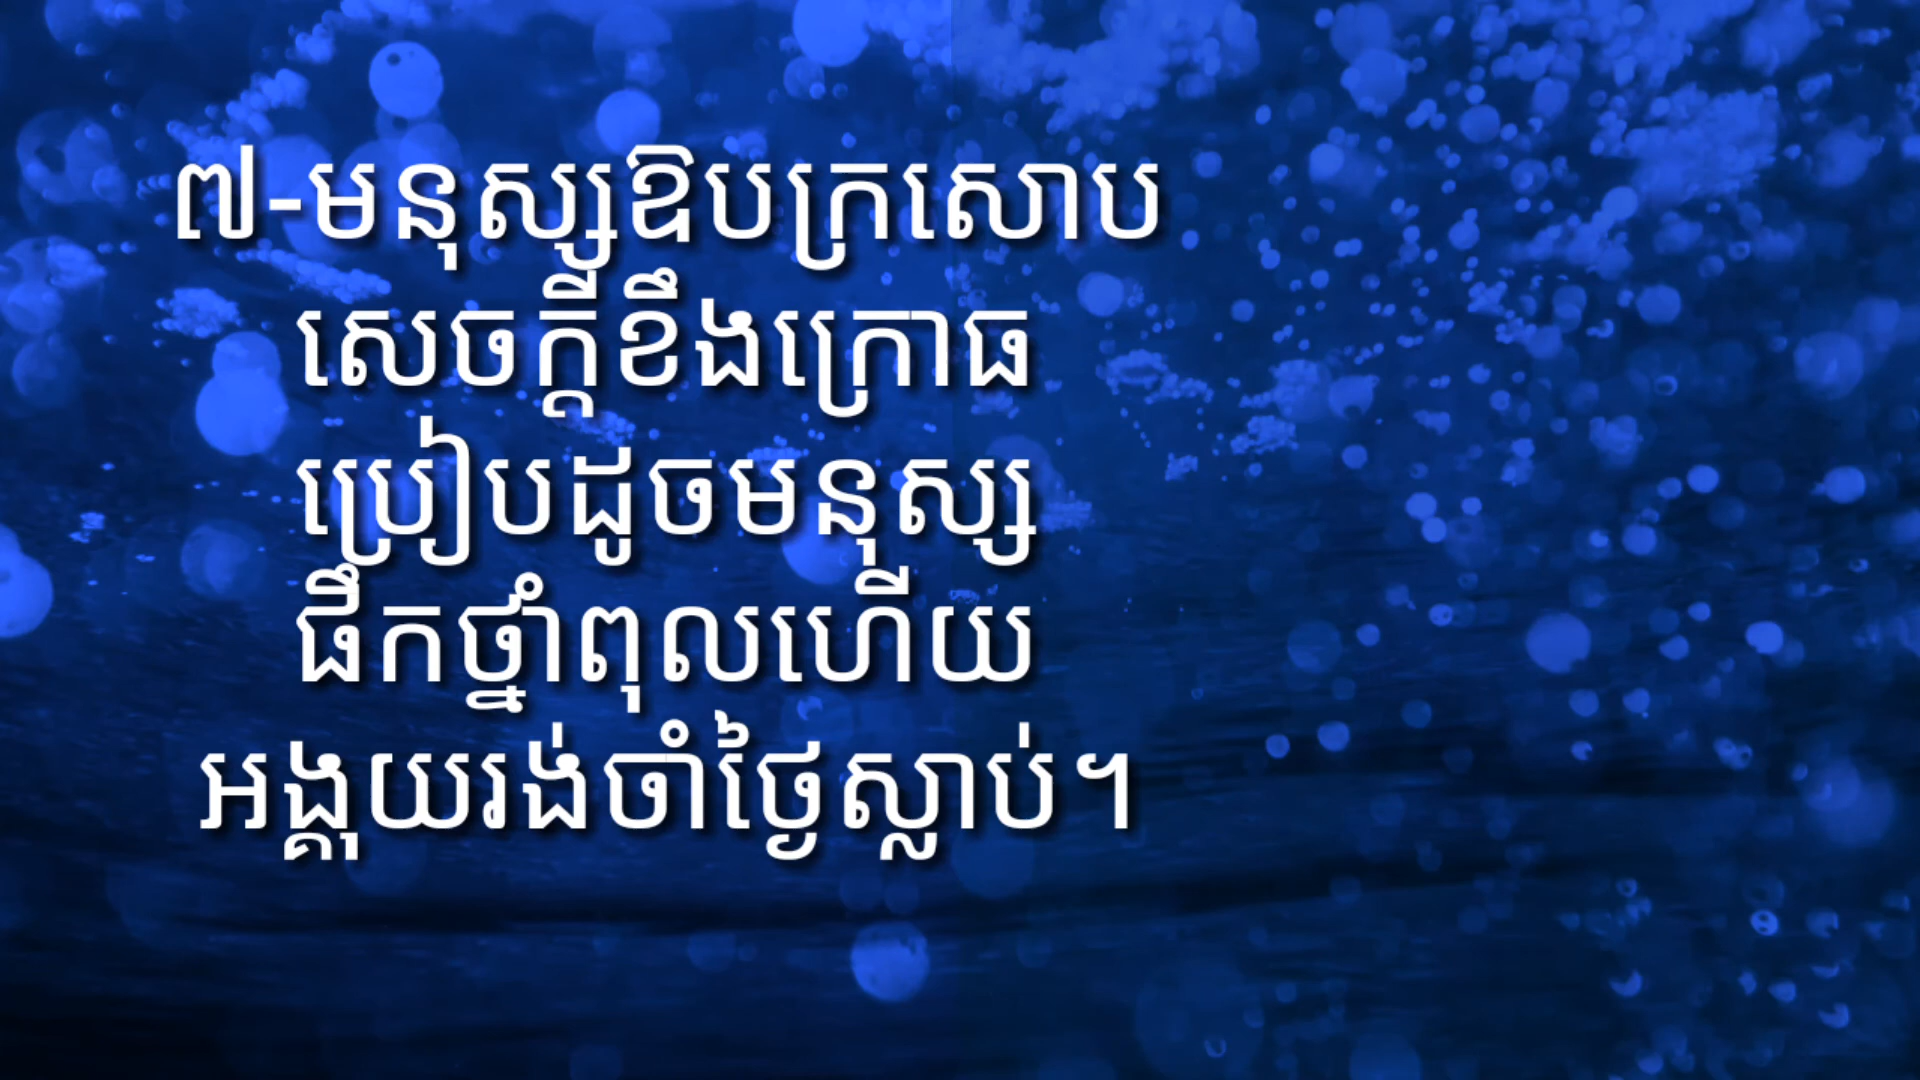 ៧-មនុស្សឱបក្រសោប
សេចក្ដីខឹងក្រោធ
ប្រៀបដូចមនុស្ស
ផឹកថ្នាំពុលហើយ
អង្គុយរង់ចាំថ្ងៃស្លាប់។